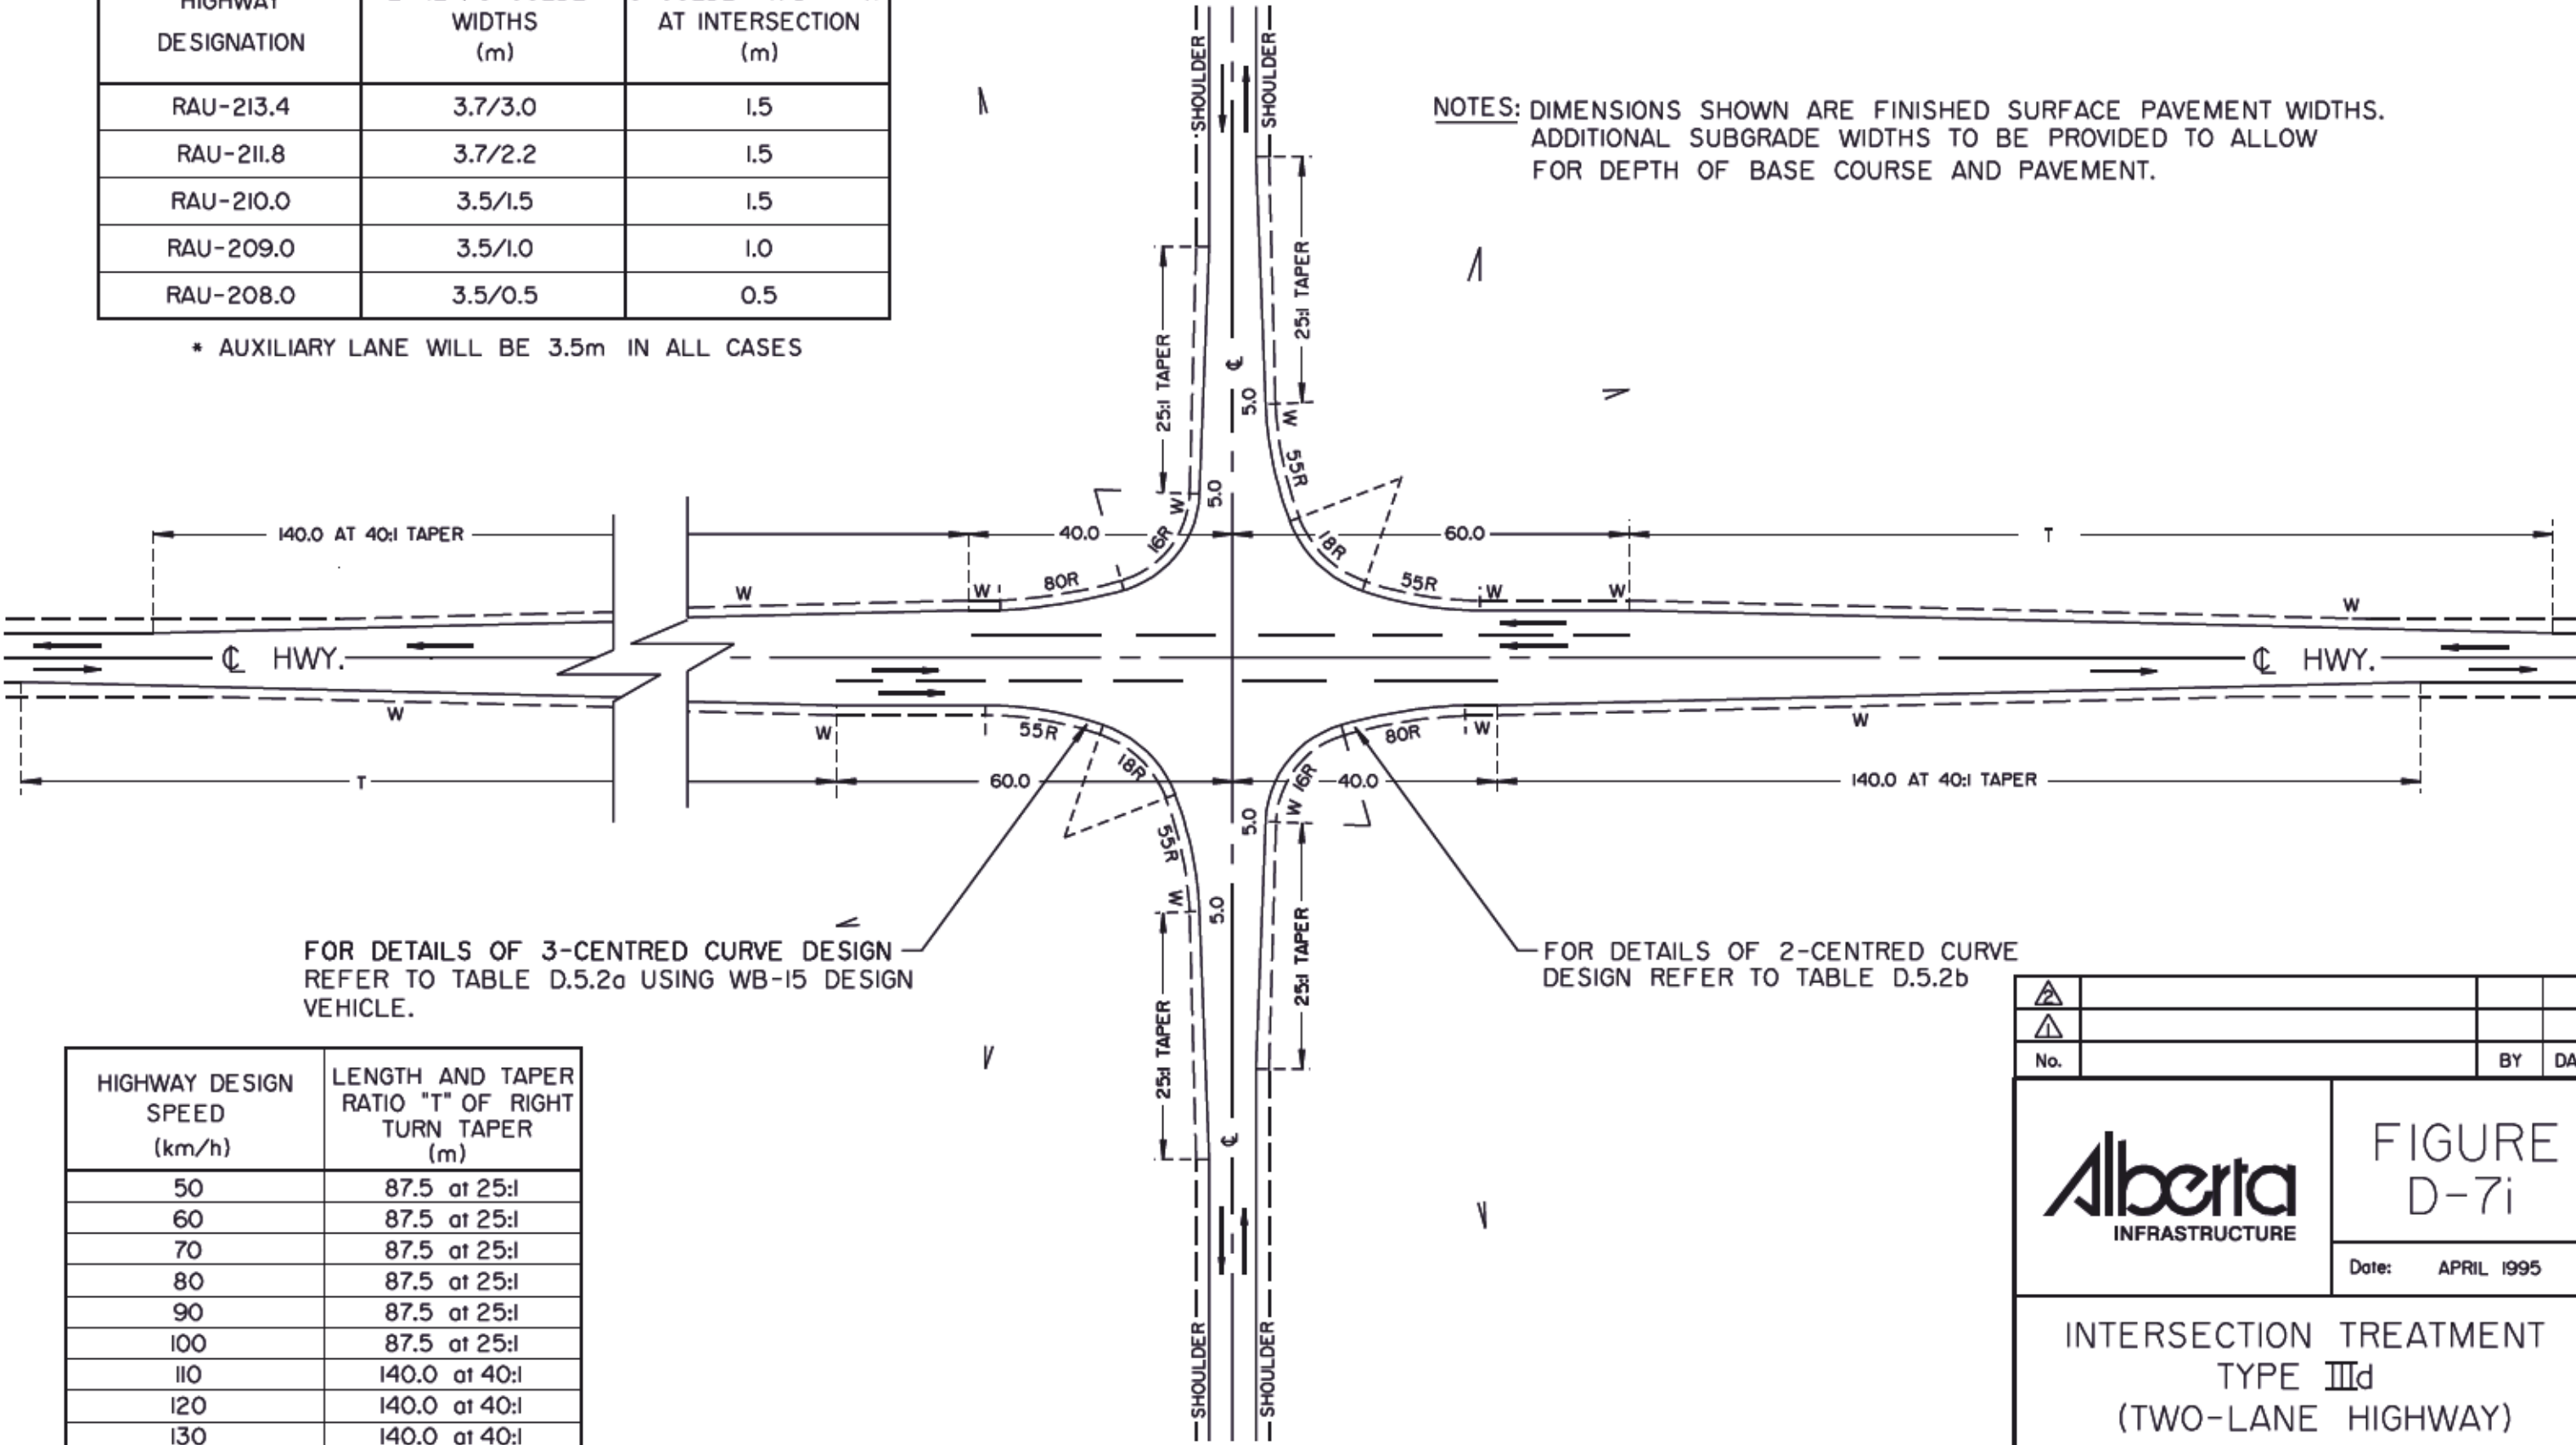 DESIGNATION
WIDTHS
(m)
AT INTERSECTION
(m)
RAU-213.4 3.7/3.0 1.5
RAU-211.8 3.7/2.2 1.5
RAU-210.0 3.5/1.5 1.5
RAU-209.0 3.5/1.0 1.0
RAU-208.0 3.5/0.5 0.5
* AUXILIARY LANE WILL BE 3.5m IN ALL CASES
NOTES: DIMENSIONS SHOWN ARE FINISHED SURFACE PAVEMENT WIDTHS.
ADDITIONAL SUBGRADE WIDTHS TO BE PROVIDED TO ALLOW
FOR DEPTH OF BASE COURSE AND PAVEMENT.
SHOULDER
SHOULDER
25:1 TAPER
25:1 TAPER
℄
5.0
W
55R
W
5.0
140.0 AT 40:1 TAPER
40.0
16R
18R
60.0
T
W
W
80R
55R
W
W
W
℄ HWY.
℄ HWY.
W
W
55R
80R
W
W
T
60.0
18R
W 16R
40.0
140.0 AT 40:1 TAPER
5.0
55R
W
5.0
25:1 TAPER
25:1 TAPER
℄
SHOULDER
SHOULDER
FOR DETAILS OF 3-CENTRED CURVE DESIGN
REFER TO TABLE D.5.2a USING WB-15 DESIGN
VEHICLE.
FOR DETAILS OF 2-CENTRED CURVE
DESIGN REFER TO TABLE D.5.2b
HIGHWAY DESIGN
SPEED
(km/h)
LENGTH AND TAPER
RATIO "T" OF RIGHT
TURN TAPER
(m)
50 87.5 at 25:1
60 87.5 at 25:1
70 87.5 at 25:1
80 87.5 at 25:1
90 87.5 at 25:1
100 87.5 at 25:1
110 140.0 at 40:1
120 140.0 at 40:1
130 140.0 at 40:1
2
1
No. BY
Alberta
INFRASTRUCTURE
FIGURE
D-7i
Date: APRIL 1995
INTERSECTION TREATMENT
TYPE IIId
(TWO-LANE HIGHWAY)